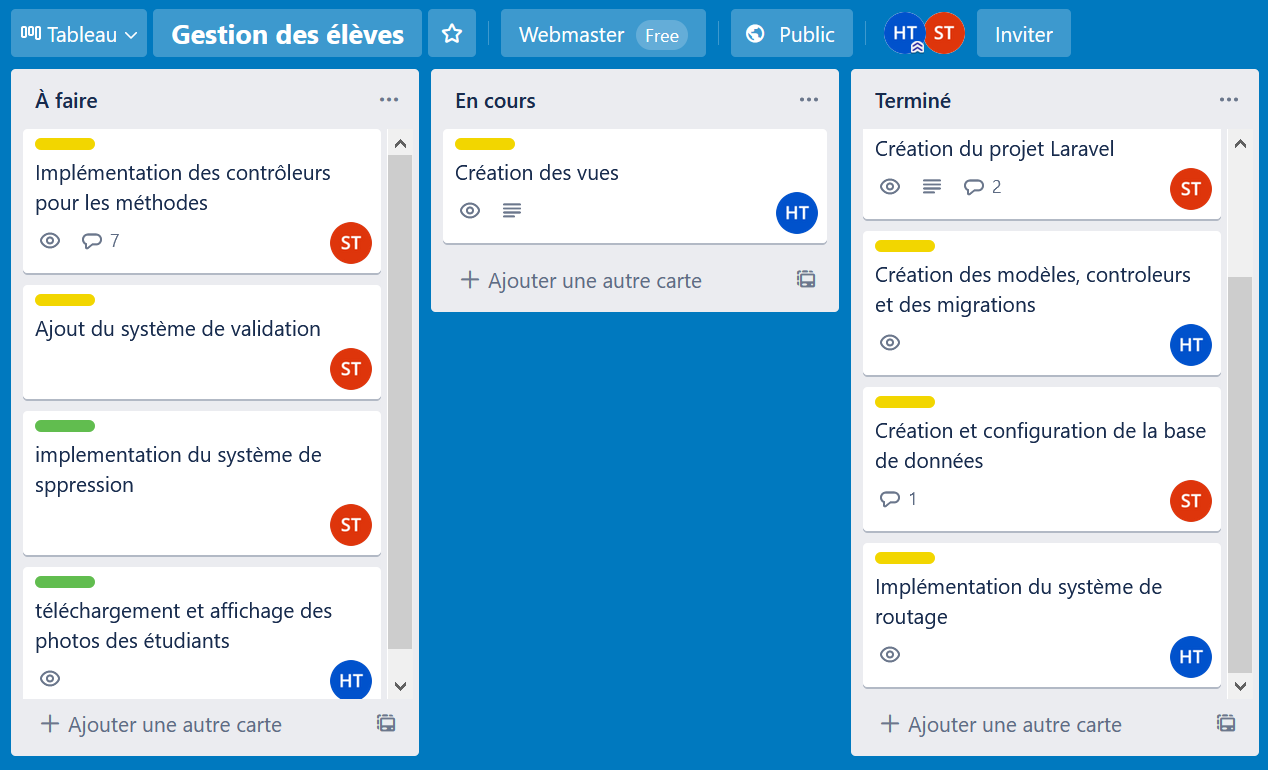 Tableau
Gestion des élèves
Webmaster Free
Public
HT ST
Inviter
À faire
Implémentation des contrôleurs
pour les méthodes
7
ST
Ajout du système de validation
ST
implementation du système de
sppression
ST
téléchargement et affichage des
photos des étudiants
HT
Ajouter une autre carte
En cours
Création des vues
HT
Ajouter une autre carte
Terminé
Création du projet Laravel
2
ST
Création des modèles, controleurs
et des migrations
HT
Création et configuration de la base
de données
1
ST
Implémentation du système de
routage
HT
Ajouter une autre carte